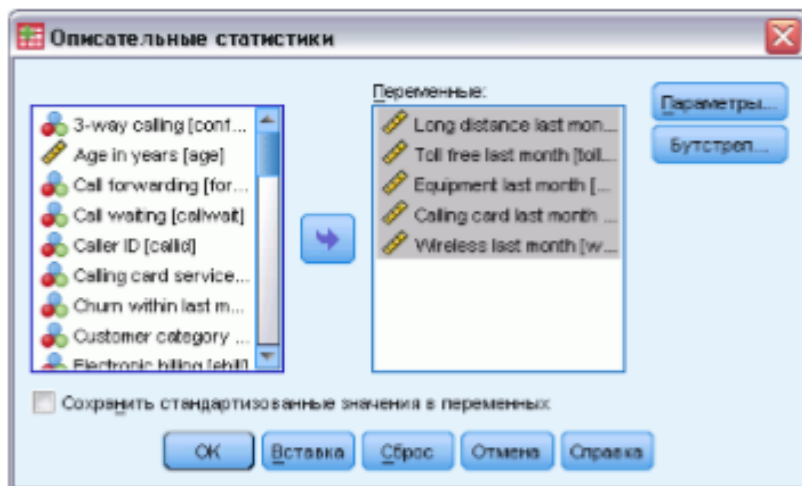 Описательные статистики
3-way calling [conf...
Age in years [age]
Call forwarding [for...
Call waiting [callwait]
Caller ID [callid]
Calling card service...
Churn within last m...
Customer category ...
Electronic billing [ebill]
Переменные:
Long distance last mon...
Toll free last month [toll...
Equipment last month [...
Calling card last month ...
Wireless last month [w...
Параметры...
Бутстреп...
Сохранить стандартизованные значения в переменных
OK
Вставка
Сброс
Отмена
Справка